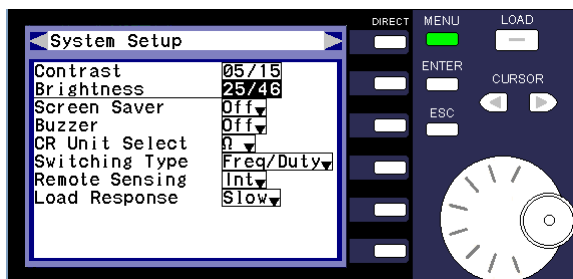 System Setup
Contrast 05/15
Brightness 25/46
Screen Saver Off
Buzzer Off
CR Unit Select Ω
Switching Type Freq/Duty
Remote Sensing Int
Load Response Slow
DIRECT
MENU
LOAD
ENTER
CURSOR
ESC